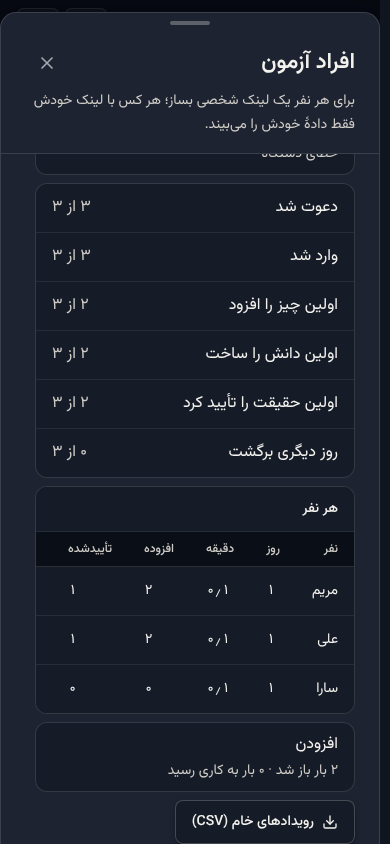 افراد آزمون
برای هر نفر یک لینک شخصی بساز؛ هر کس با لینک خودش
فقط دادهٔ خودش را می‌بیند.
خطای دستگاه
دعوت شد ۳ از ۳
وارد شد ۳ از ۳
اولین چیز را افزود ۲ از ۳
اولین دانش را ساخت ۲ از ۳
اولین حقیقت را تأیید کرد ۲ از ۳
روز دیگری برگشت ۰ از ۳
هر نفر
نفر روز دقیقه افزوده تأییدشده
مریم ۱ ۰٫۱ ۲ ۱
علی ۱ ۰٫۱ ۲ ۱
سارا ۱ ۰٫۱ ۰ ۰
افزودن
۲ بار باز شد · ۰ بار به کاری رسید
رویدادهای خام (CSV)